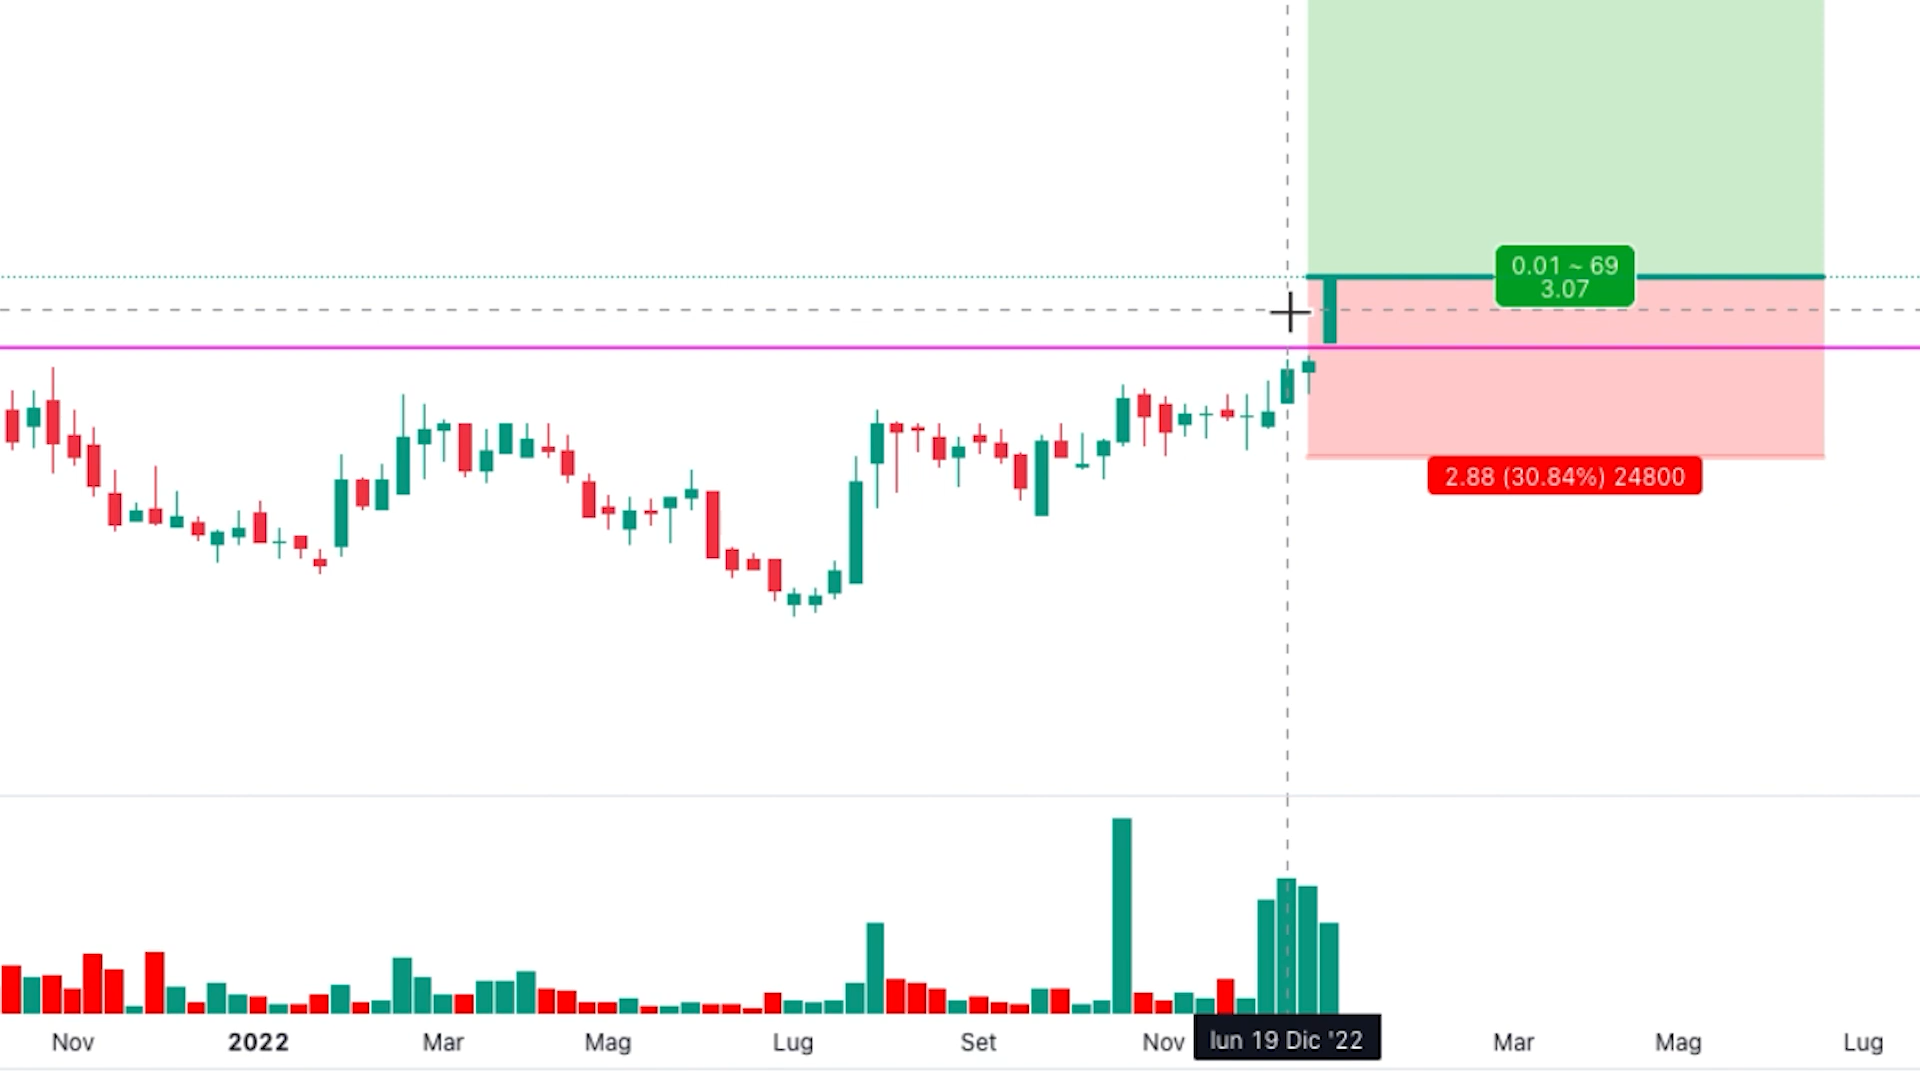 0.01 ~ 69
3.07
2.88 (30.84%) 24800
Nov 2022 Mar Mag Lug Set Nov lun 19 Dic '22 Mar Mag Lug